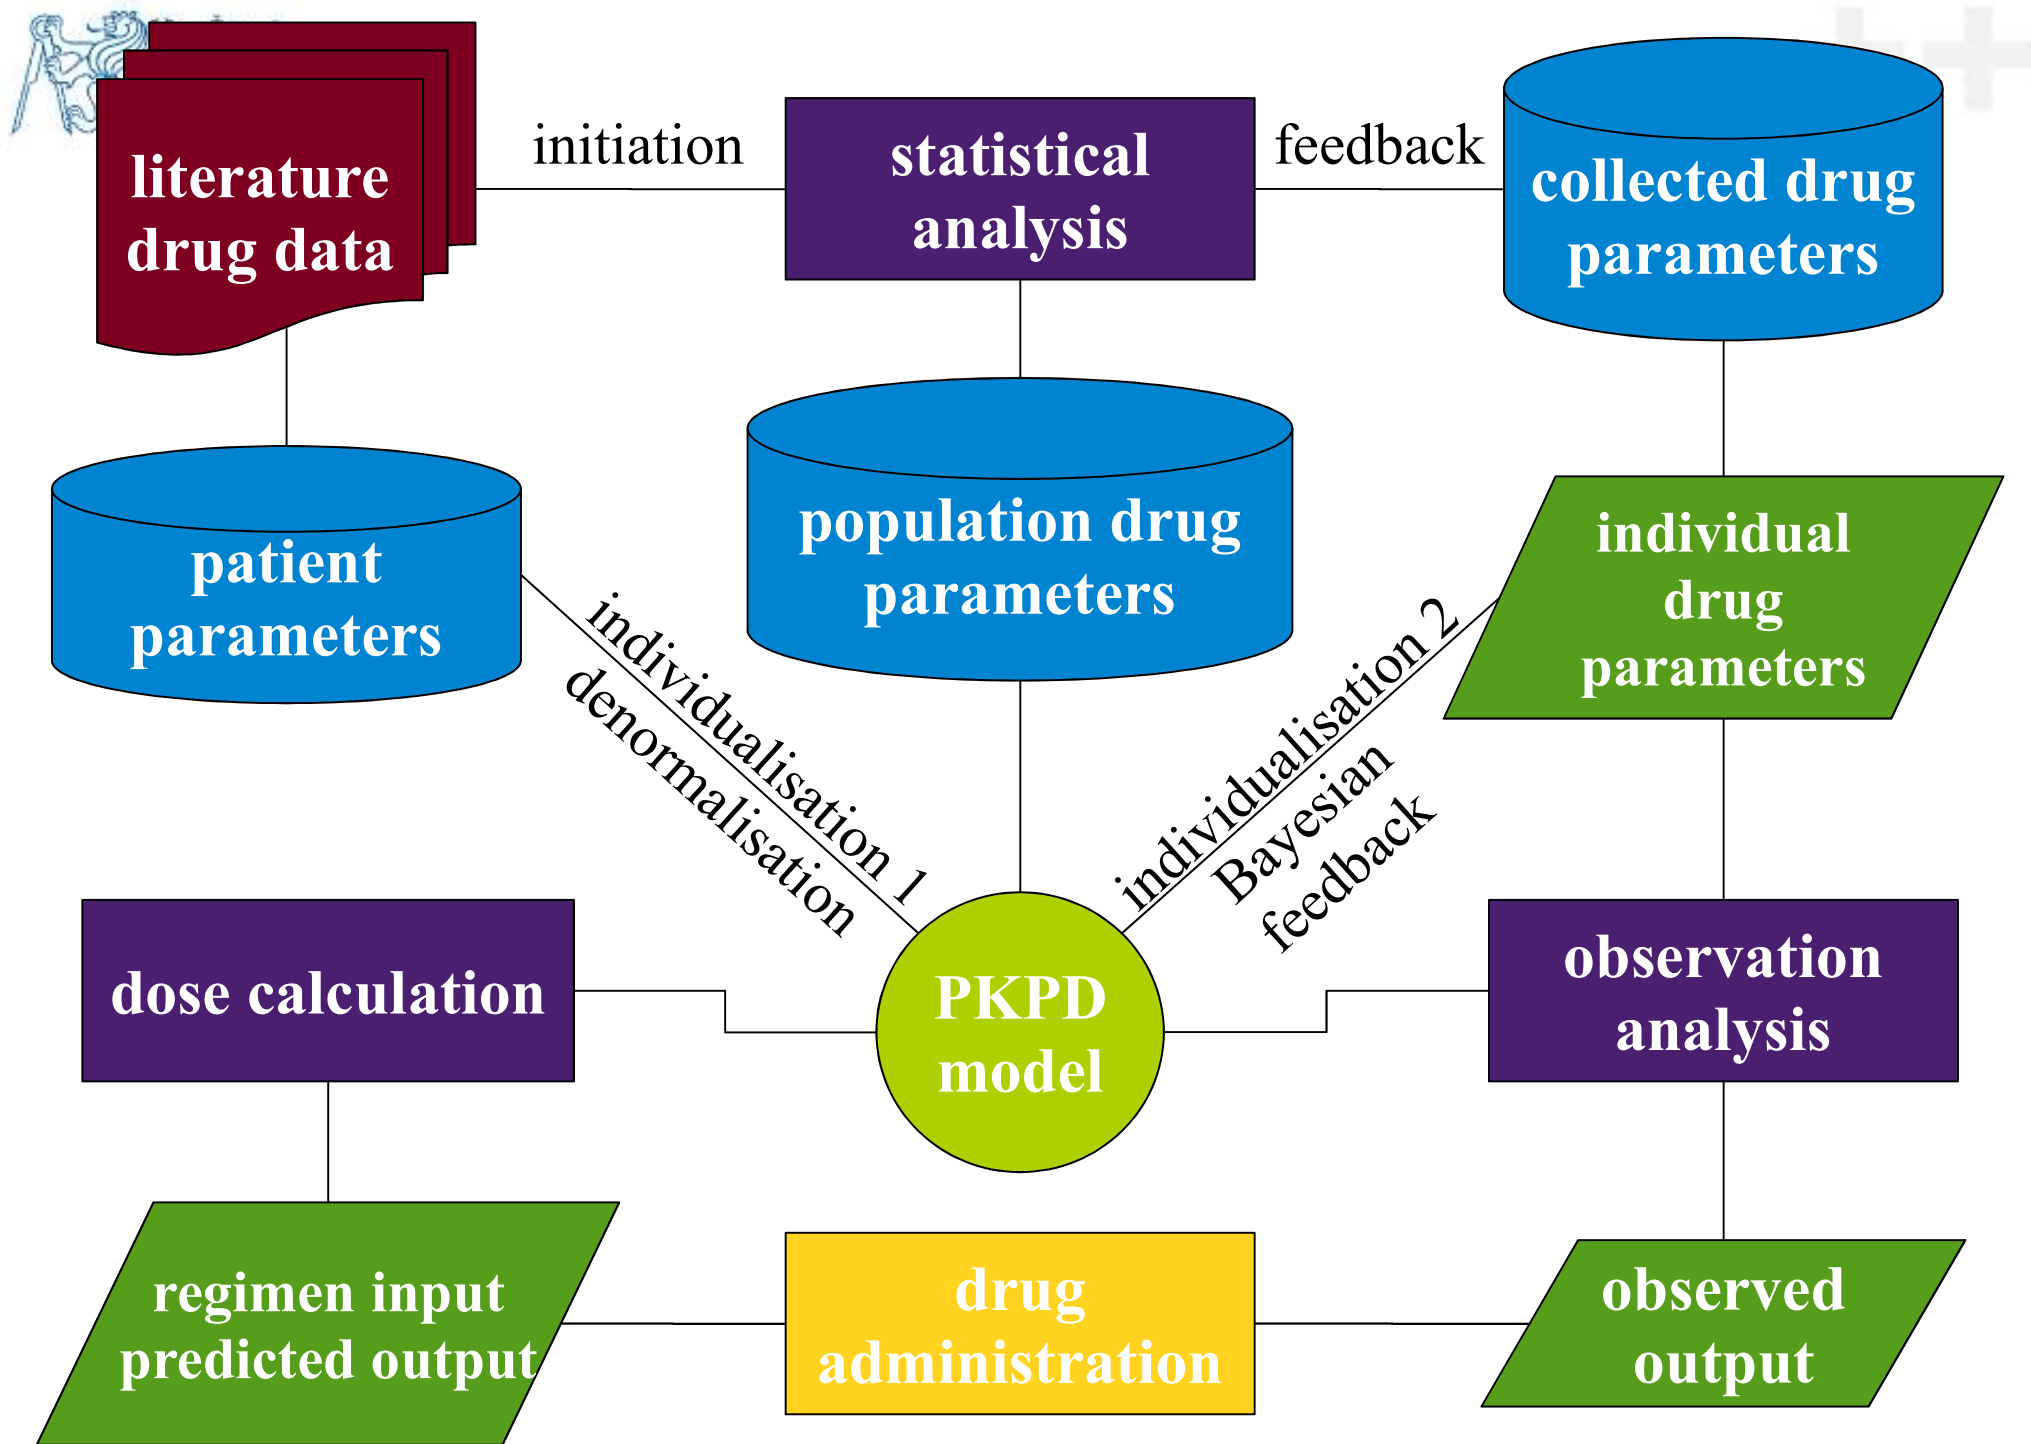 literature
drug data
initiation
statistical
analysis
feedback
collected drug
parameters
patient
parameters
population drug
parameters
individual
drug
parameters
individualisation 1
denormalisation
individualisation 2
Bayesian
feedback
dose calculation
PKPD
model
observation
analysis
regimen input
predicted output
drug
administration
observed
output